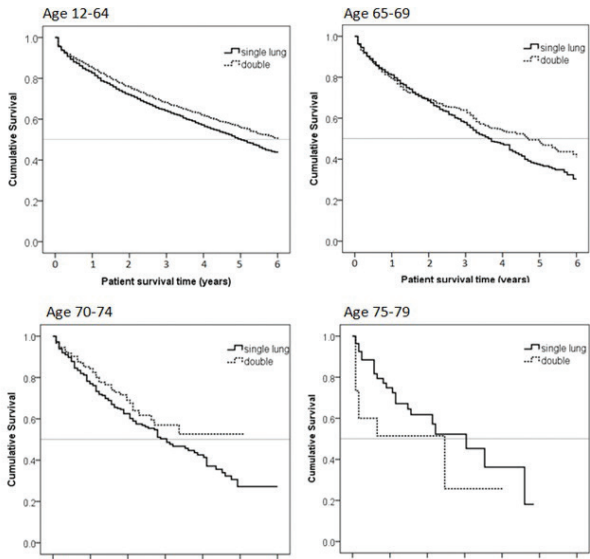 Age 12-64
Cumulative Survival
1.0
0.8
0.6
0.4
0.2
0.0
single lung
double
0 1 2 3 4 5 6
Patient survival time (years)
Age 65-69
Cumulative Survival
1.0
0.8
0.6
0.4
0.2
0.0
single lung
double
0 1 2 3 4 5 6
Patient survival time (years)
Age 70-74
Cumulative Survival
1.0
0.8
0.6
0.4
0.2
0.0
single lung
double
Age 75-79
Cumulative Survival
1.0
0.8
0.6
0.4
0.2
0.0
single lung
double